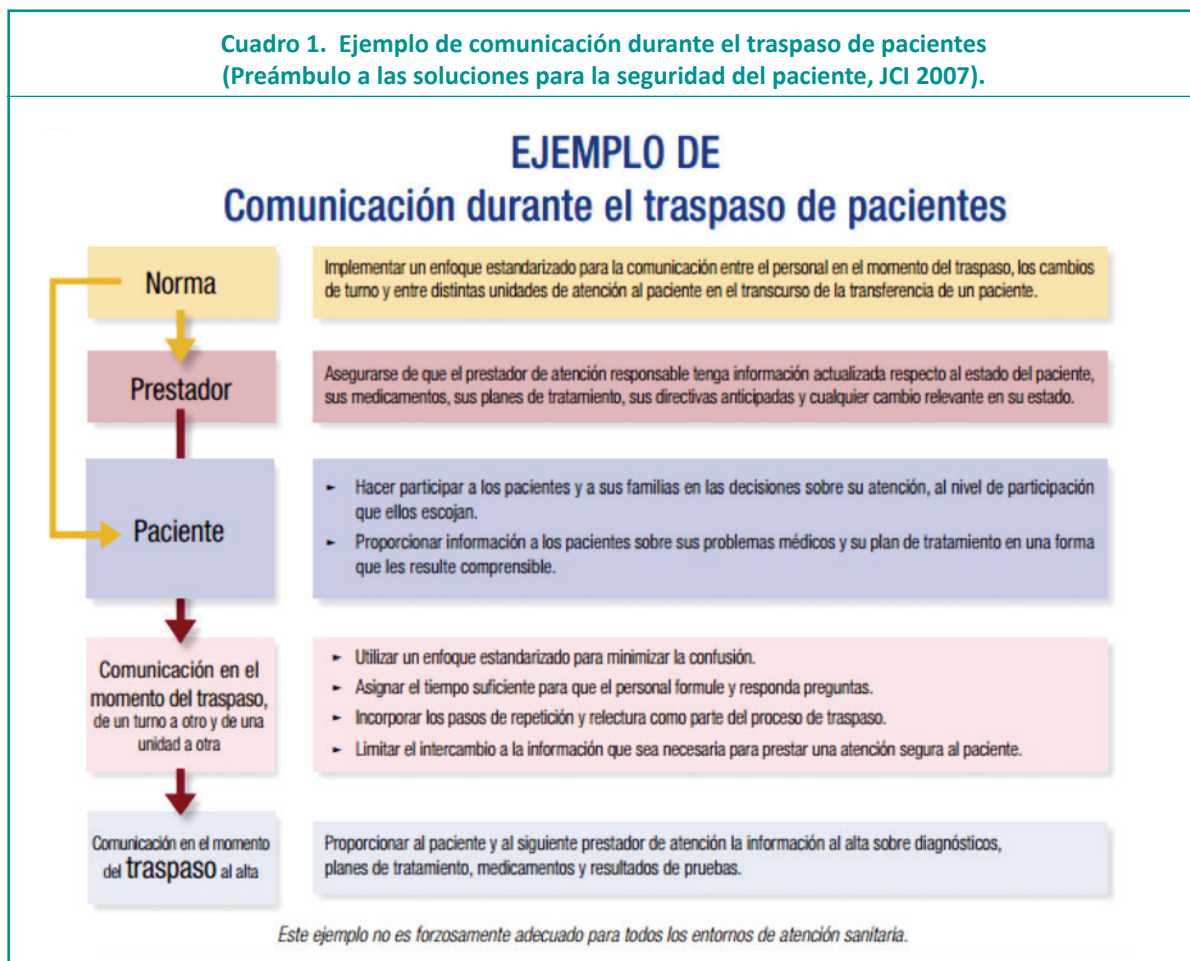 Cuadro 1. Ejemplo de comunicación durante el traspaso de pacientes
(Preámbulo a las soluciones para la seguridad del paciente, JCI 2007).
EJEMPLO DE
Comunicación durante el traspaso de pacientes
Norma
Implementar un enfoque estandarizado para la comunicación entre el personal en el momento del traspaso, los cambios
de turno y entre distintas unidades de atención al paciente en el transcurso de la transferencia de un paciente.
Prestador
Asegurarse de que el prestador de atención responsable tenga información actualizada respecto al estado del paciente,
sus medicamentos, sus planes de tratamiento, sus directivas anticipadas y cualquier cambio relevante en su estado.
Paciente
► Hacer participar a los pacientes y a sus familias en las decisiones sobre su atención, al nivel de participación
que ellos escojan.
► Proporcionar información a los pacientes sobre sus problemas médicos y su plan de tratamiento en una forma
que les resulte comprensible.
Comunicación en el
momento del traspaso,
de un turno a otro y de una
unidad a otra
► Utilizar un enfoque estandarizado para minimizar la confusión.
► Asignar el tiempo suficiente para que el personal formule y responda preguntas.
► Incorporar los pasos de repetición y relectura como parte del proceso de traspaso.
► Limitar el intercambio a la información que sea necesaria para prestar una atención segura al paciente.
Comunicación en el momento
del traspaso al alta
Proporcionar al paciente y al siguiente prestador de atención la información al alta sobre diagnósticos,
planes de tratamiento, medicamentos y resultados de pruebas.
Este ejemplo no es forzosamente adecuado para todos los entornos de atención sanitaria.